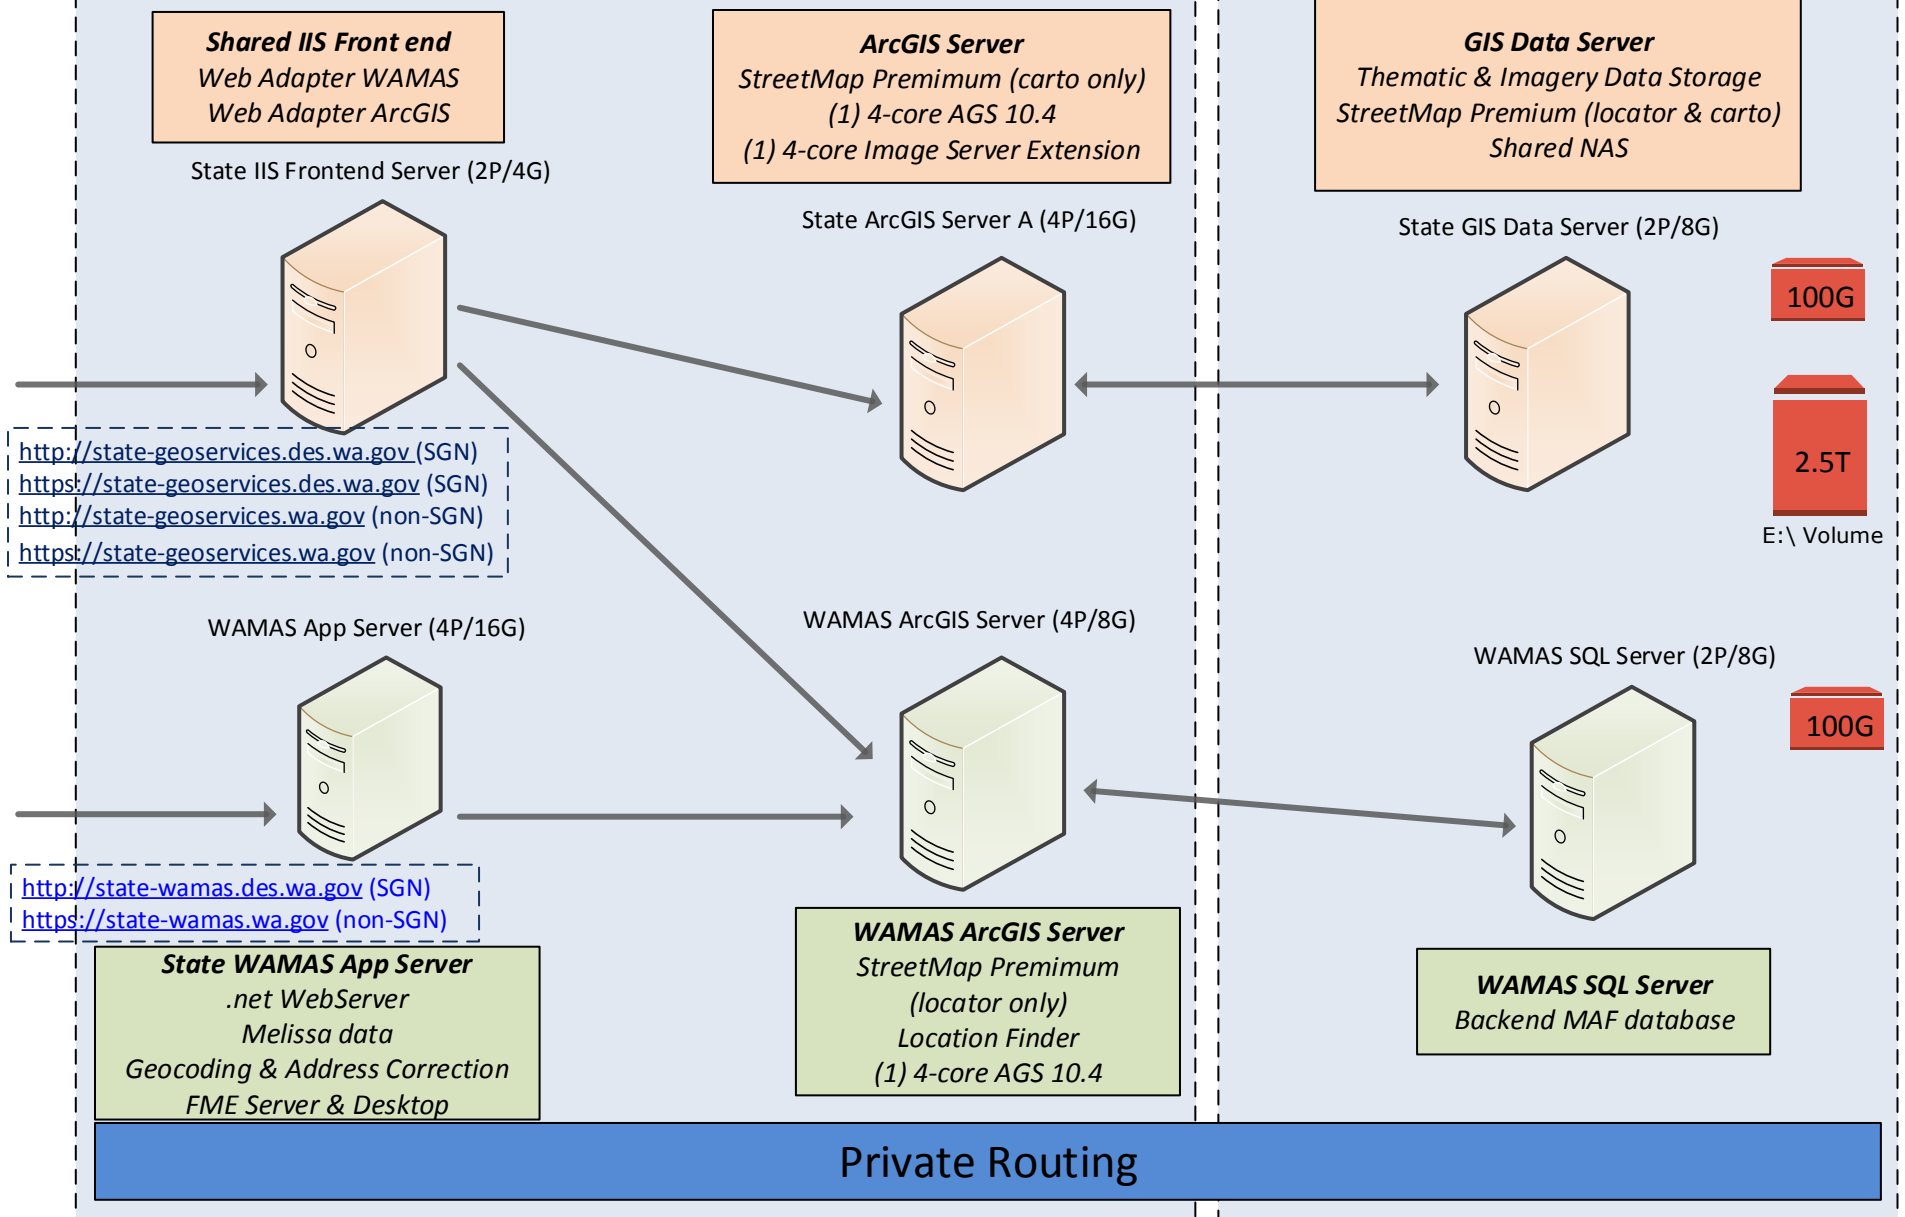 Shared IIS Front end
Web Adapter WAMAS
Web Adapter ArcGIS
ArcGIS Server
StreetMap Premimum (carto only)
(1) 4-core AGS 10.4
(1) 4-core Image Server Extension
GIS Data Server
Thematic & Imagery Data Storage
StreetMap Premium (locator & carto)
Shared NAS
State IIS Frontend Server (2P/4G)
State ArcGIS Server A (4P/16G)
State GIS Data Server (2P/8G)
100G
2.5T
E:\ Volume
http://state-geoservices.des.wa.gov (SGN)
https://state-geoservices.des.wa.gov (SGN)
http://state-geoservices.wa.gov (non-SGN)
https://state-geoservices.wa.gov (non-SGN)
WAMAS App Server (4P/16G)
WAMAS ArcGIS Server (4P/8G)
WAMAS SQL Server (2P/8G)
100G
http://state-wamas.des.wa.gov (SGN)
https://state-wamas.wa.gov (non-SGN)
State WAMAS App Server
.net WebServer
Melissa data
Geocoding & Address Correction
FME Server & Desktop
WAMAS ArcGIS Server
StreetMap Premimum
(locator only)
Location Finder
(1) 4-core AGS 10.4
WAMAS SQL Server
Backend MAF database
Private Routing